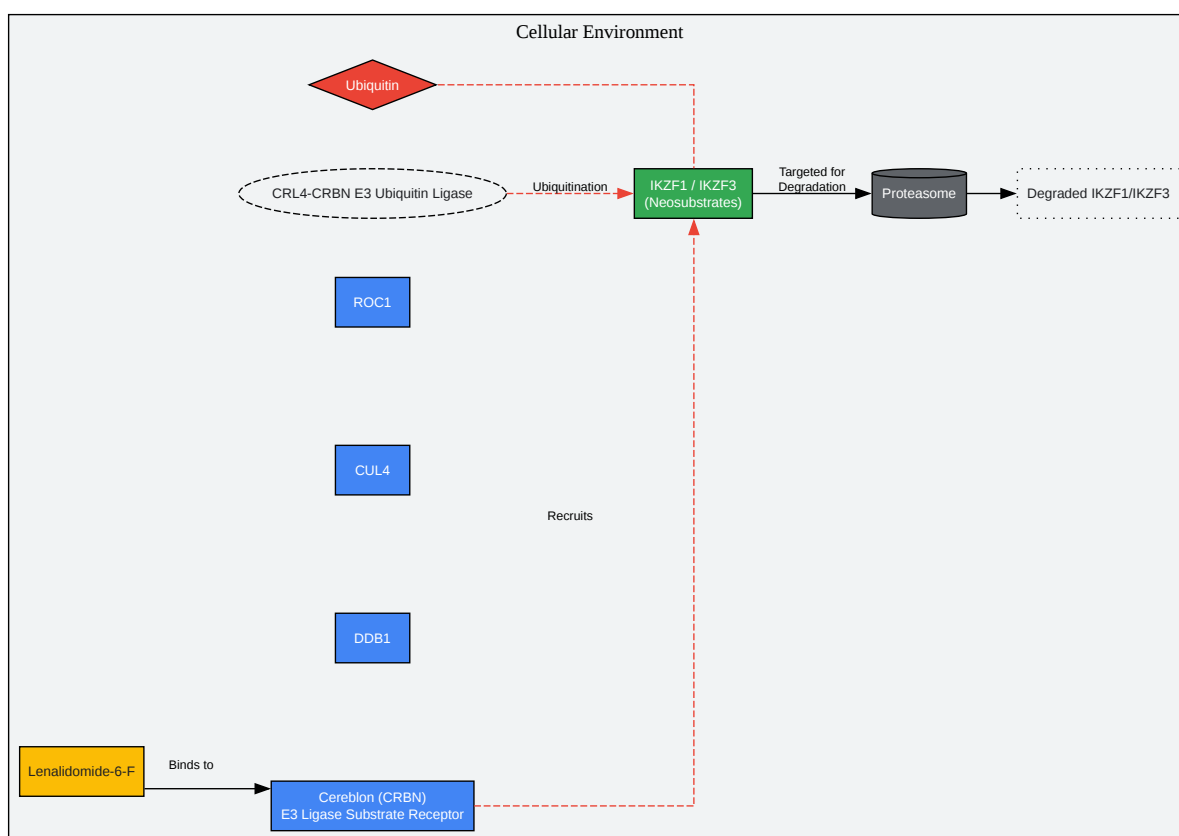 Cellular Environment
Ubiquitin
CRL4-CRBN E3 Ubiquitin Ligase
Ubiquitination
IKZF1 / IKZF3
(Neosubstrates)
Targeted for
Degradation
Proteasome
Degraded IKZF1/IKZF3
ROC1
CUL4
Recruits
DDB1
Lenalidomide-6-F
Binds to
Cereblon (CRBN)
E3 Ligase Substrate Receptor